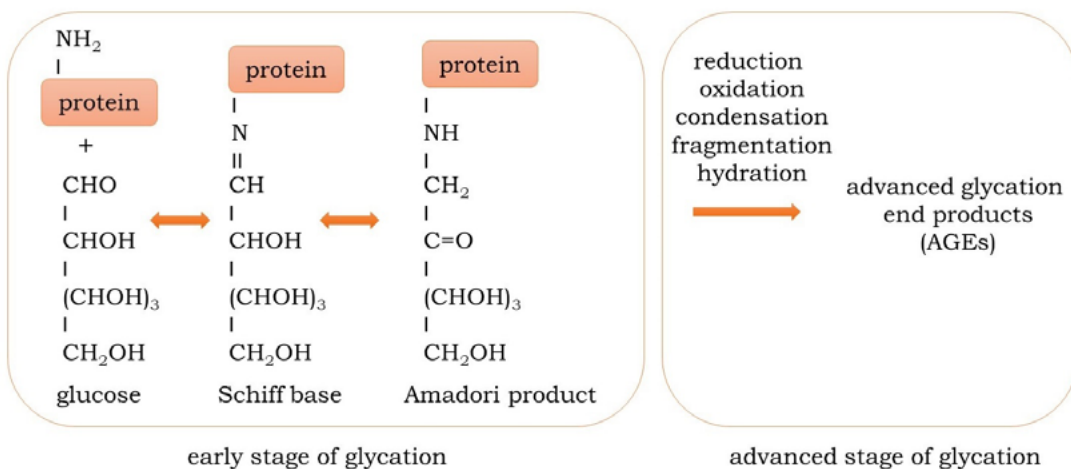 NH₂
protein
+
CHO
CHOH
(CHOH)₃
CH₂OH
glucose
protein
N
CH
CHOH
(CHOH)₃
CH₂OH
Schiff base
protein
NH
CH₂
C=O
(CHOH)₃
CH₂OH
Amadori product
early stage of glycation
reduction
oxidation
condensation
fragmentation
hydration
advanced glycation
end products
(AGEs)
advanced stage of glycation